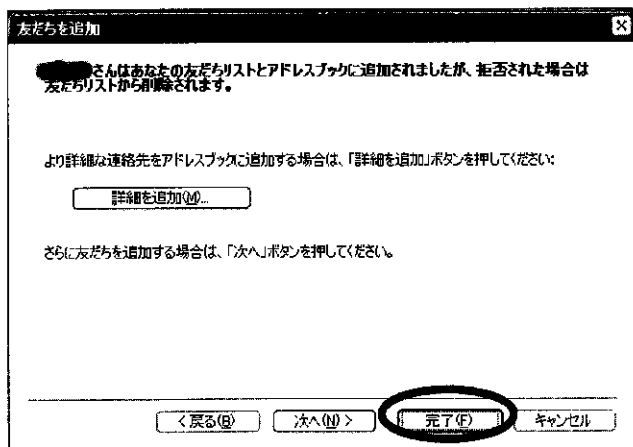 友だちを追加
さんはあなたの友だちリストとアドレスブックに追加されましたが、拒否された場合は
友だちリストから削除されます。
より詳細な連絡先をアドレスブックに追加する場合は、「詳細を追加」ボタンを押してください:
詳細を追加(M)...
さらに友だちを追加する場合は、「次へ」ボタンを押してください。
< 戻る(B) 次へ(N) > 完了(F) キャンセル